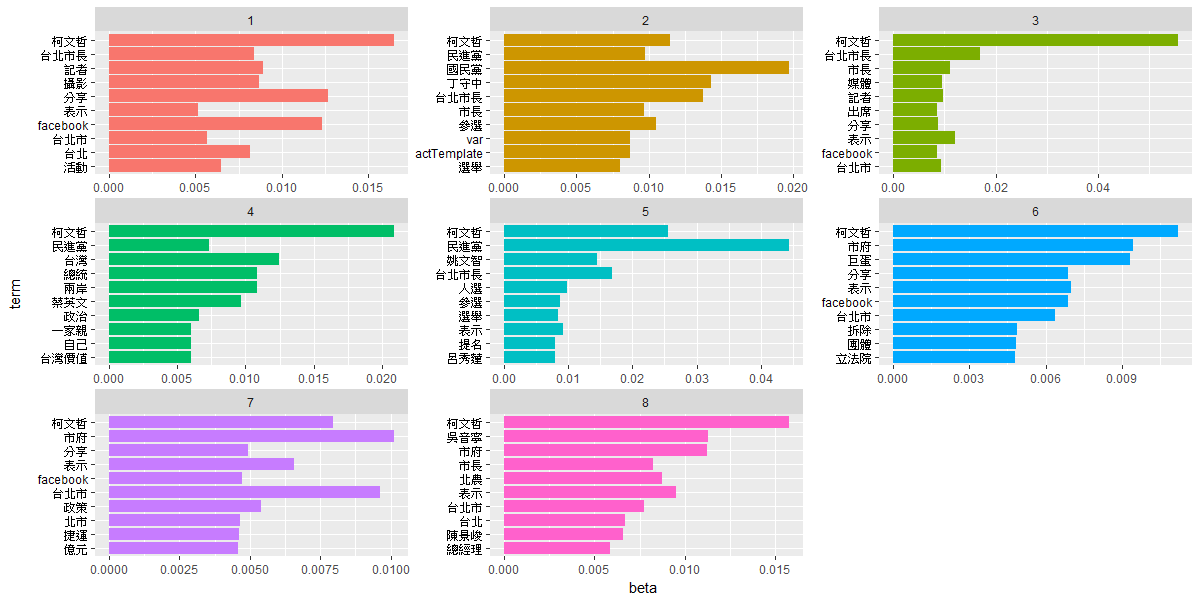 1
柯文哲
台北市長
記者
攝影
分享
表示
facebook
台北市
台北
活動
0.000 0.005 0.010 0.015
2
柯文哲
民進黨
國民黨
丁守中
台北市長
市長
參選
var
actTemplate
選舉
0.000 0.005 0.010 0.015 0.020
3
柯文哲
台北市長
市長
媒體
記者
出席
分享
表示
facebook
台北市
0.00 0.02 0.04
term
4
柯文哲
民進黨
台灣
總統
兩岸
蔡英文
政治
一家親
自己
台灣價值
0.000 0.005 0.010 0.015 0.020
5
柯文哲
民進黨
姚文智
台北市長
人選
參選
選舉
表示
提名
呂秀蓮
0.00 0.01 0.02 0.03 0.04
6
柯文哲
市府
巨蛋
分享
表示
facebook
台北市
拆除
團體
立法院
0.000 0.003 0.006 0.009
7
柯文哲
市府
分享
表示
facebook
台北市
政策
北市
捷運
億元
0.0000 0.0025 0.0050 0.0075 0.0100
8
柯文哲
吳音寧
市府
市長
北農
表示
台北市
台北
陳景峻
總經理
0.000 0.005 0.010 0.015
beta